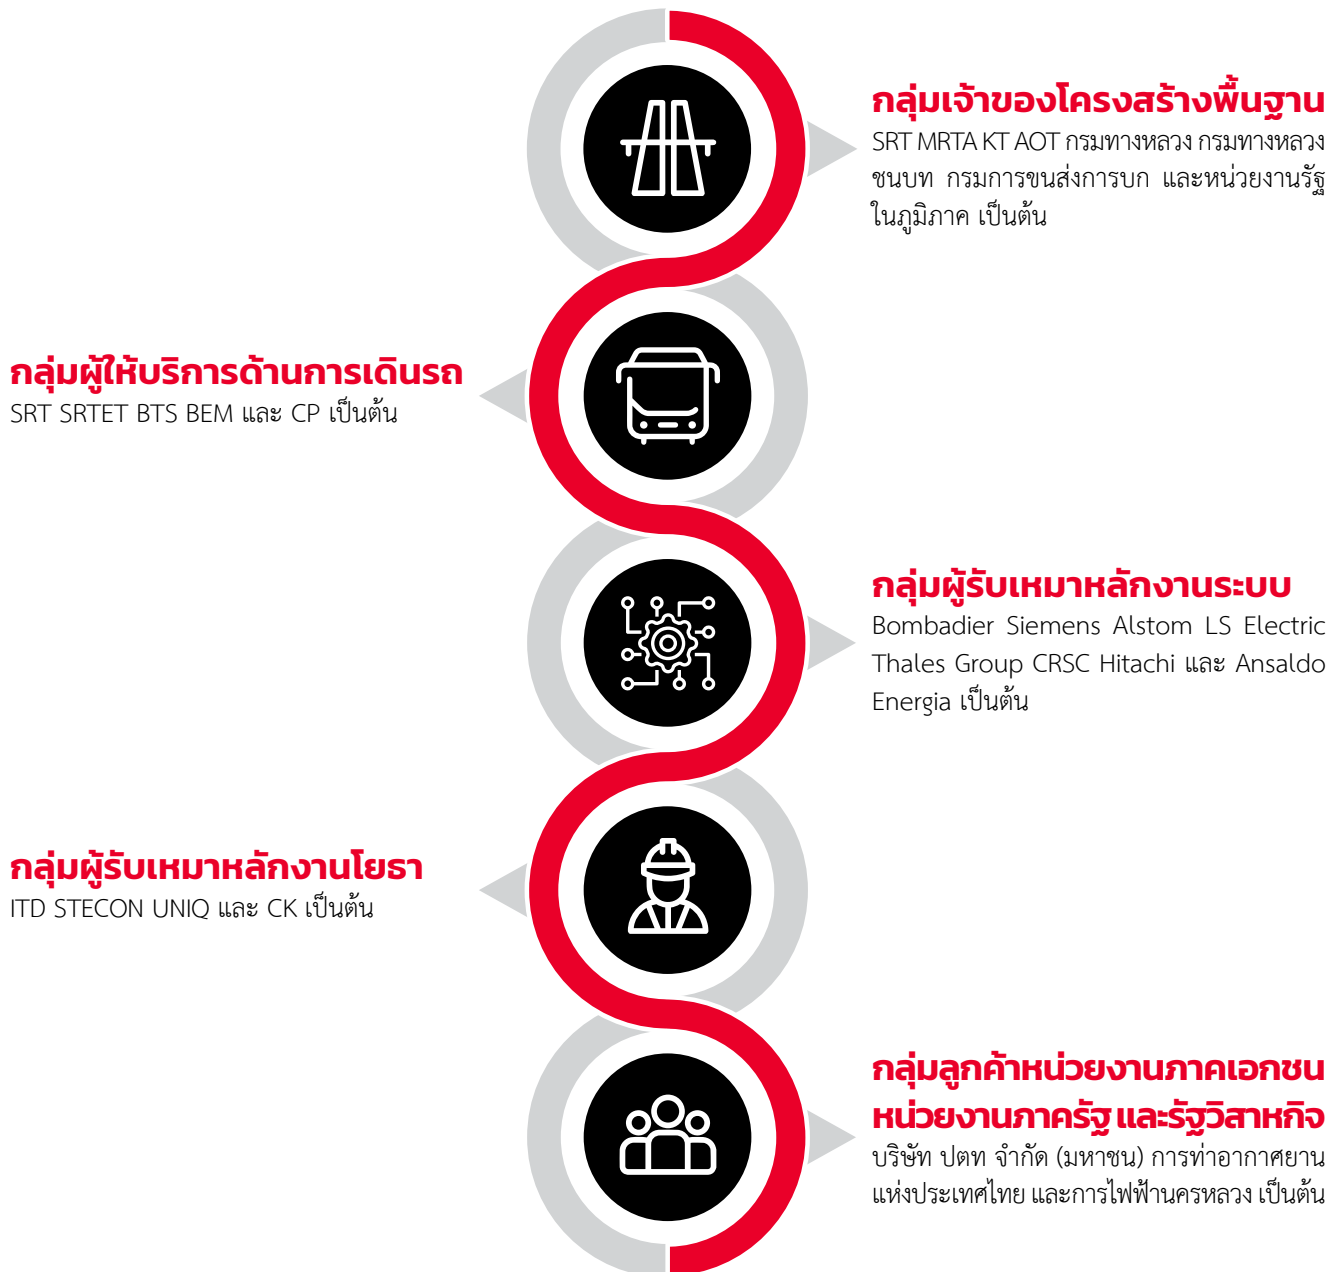 กลุ่มเจ้าของโครงสร้างพื้นฐาน
SRT MRTA KT AOT กรมทางหลวง กรมทางหลวง
ชนบท กรมการขนส่งการบก และหน่วยงานรัฐ
ในภูมิภาค เป็นต้น
กลุ่มผู้ให้บริการด้านการเดินรถ
SRT SRTET BTS BEM และ CP เป็นต้น
กลุ่มผู้รับเหมาหลักงานระบบ
Bombadier Siemens Alstom LS Electric
Thales Group CRSC Hitachi และ Ansaldo
Energia เป็นต้น
กลุ่มผู้รับเหมาหลักงานโยธา
ITD STECON UNIQ และ CK เป็นต้น
กลุ่มลูกค้าหน่วยงานภาคเอกชน
หน่วยงานภาครัฐ และรัฐวิสาหกิจ
บริษัท ปตท จำกัด (มหาชน) การท่าอากาศยาน
แห่งประเทศไทย และการไฟฟ้านครหลวง เป็นต้น